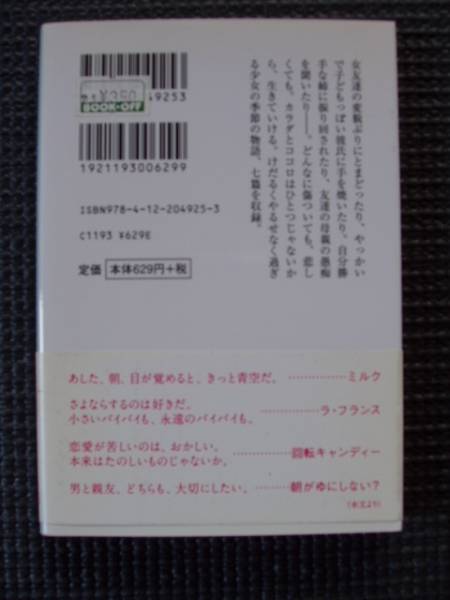 女友達の変貌ぶりにとまどったり、やっかい
で子どもっぽい彼氏に手を焼いたり、自分勝
手な姉に振り回されたり、友達の母親の愚痴
を聞いたり――。どんなに傷ついても、悲し
くても、カラダとココロはひとつじゃないか
ら、生きていける。けだるくやるせなく過ぎ
る少女の季節の物語、七篇を収録。
¥350
BOOK-OFF
49253
1921193006299
ISBN978-4-12-204925-3
C1193 ¥629E
定価 本体629円+税
あした、朝、目が覚めると、きっと青空だ。……………ミルク
さよならするのは好きだ。
小さいバイバイも、永遠のバイバイも。……………ラ・フランス
恋愛が苦しいのは、おかしい。
本来はたのしいものじゃないか。……………回転キャンディー
男と親友、どちらも、大切にしたい。………朝がゆにしない?
(本文より)